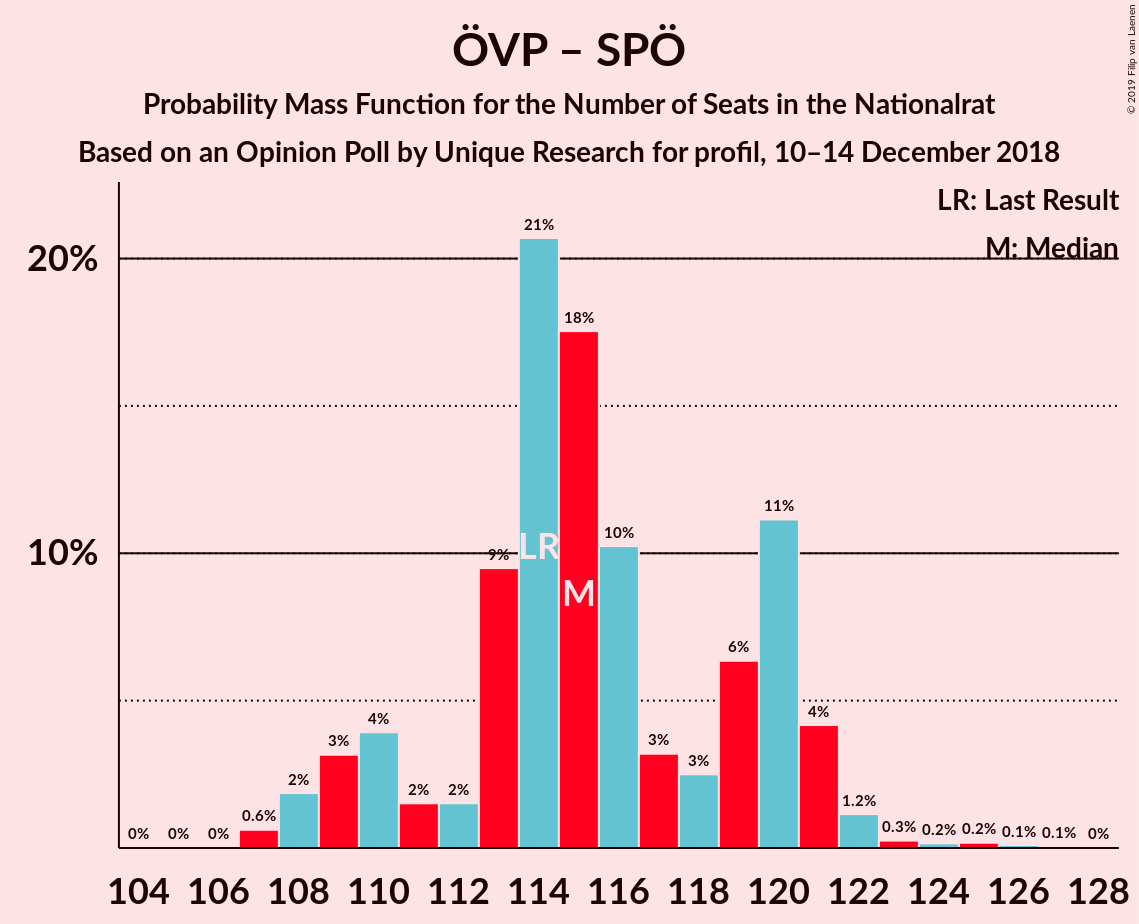 ÖVP – SPÖ
Probability Mass Function for the Number of Seats in the Nationalrat
Based on an Opinion Poll by Unique Research for profil, 10–14 December 2018
© 2019 Filip van Laenen
LR: Last Result
M: Median
20%
10%
0% 0% 0% 0.6% 2% 3% 4% 2% 2% 9% 21% 18% 10% 3% 3% 6% 11% 4% 1.2% 0.3% 0.2% 0.2% 0.1% 0.1% 0%
LR
M
104 106 108 110 112 114 116 118 120 122 124 126 128